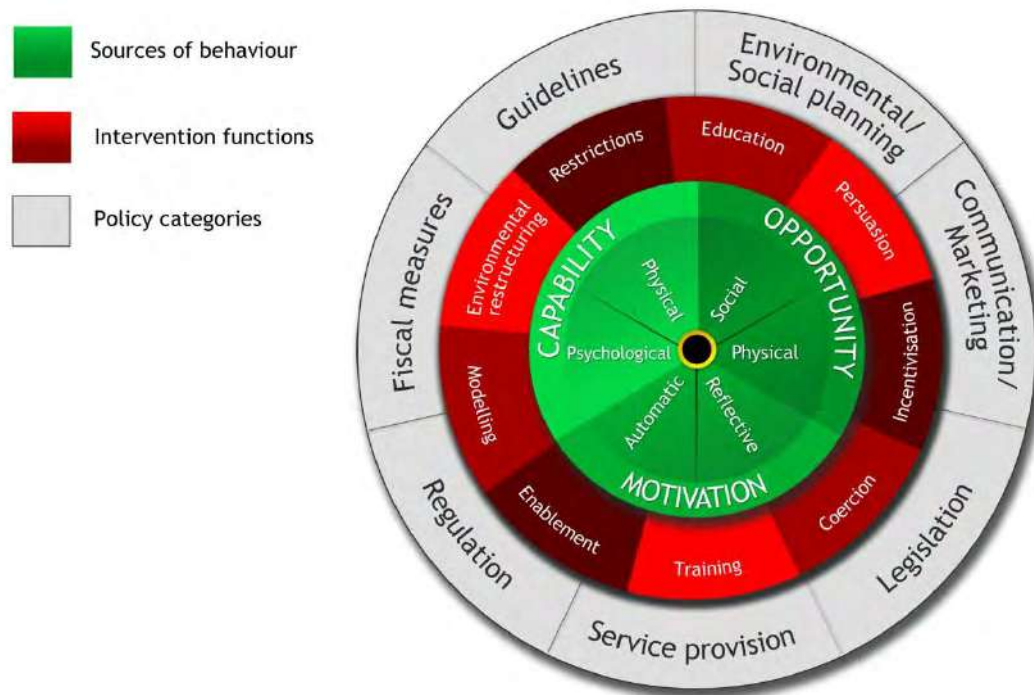 Sources of behaviour
Intervention functions
Policy categories
Guidelines
Environmental/
Social planning
Communication/
Marketing
Legislation
Service provision
Regulation
Fiscal measures
Restrictions
Education
Persuasion
Incentivisation
Coercion
Training
Enablement
Modelling
Environmental
restructuring
CAPABILITY
OPPORTUNITY
MOTIVATION
Physical
Social
Psychological
Physical
Automatic
Reflective